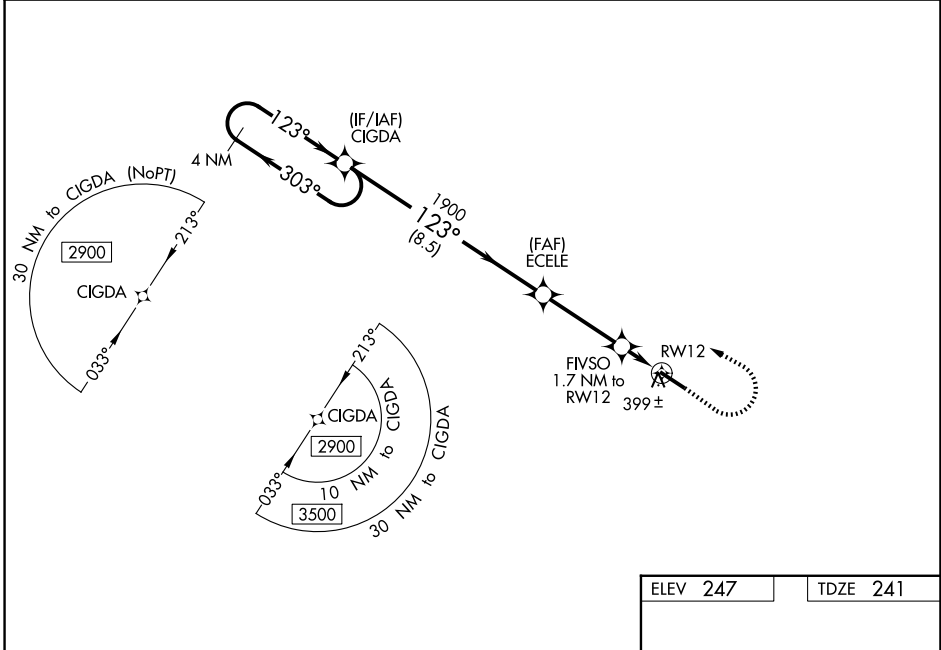 (IF/IAF)
CIGDA
123°
4 NM
303°
1900
123°
(8.5)
(FAF)
ECELE
30 NM to CIGDA (NoPT)
213°
2900
CIGDA
033°
FIVSO
1.7 NM to
RW12
RW12
399±
213°
CIGDA
2900
033°
10 NM to CIGDA
3500
30 NM to CIGDA
ELEV 247
TDZE 241